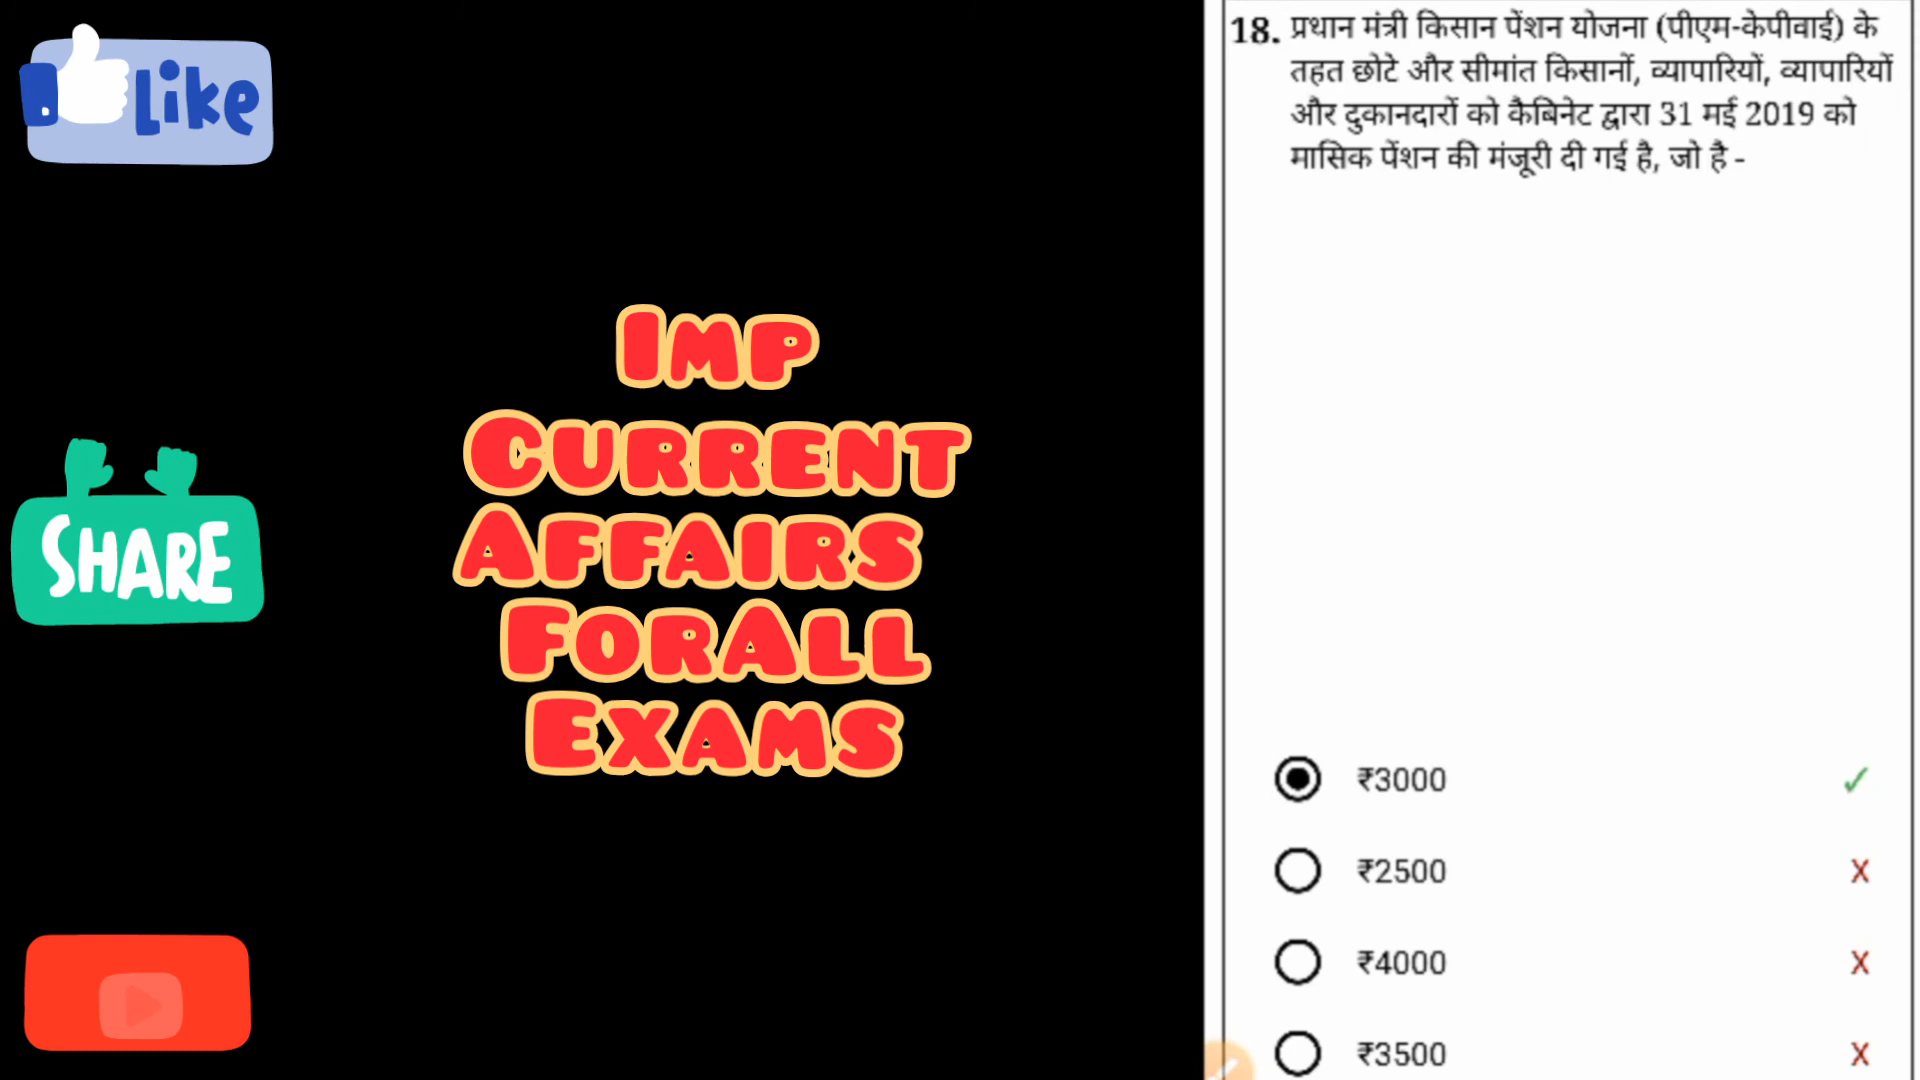 Like
SHARE
IMP
CURRENT
AFFAIRS
FORALL
EXAMS
18. प्रधान मंत्री किसान पेंशन योजना (पीएम-केपीवाई) के
तहत छोटे और सीमांत किसानों, व्यापारियों, व्यापारियों
और दुकानदारों को कैबिनेट द्वारा 31 मई 2019 को
मासिक पेंशन की मंजूरी दी गई है, जो है -
₹3000 ✓
₹2500 X
₹4000 X
₹3500 X